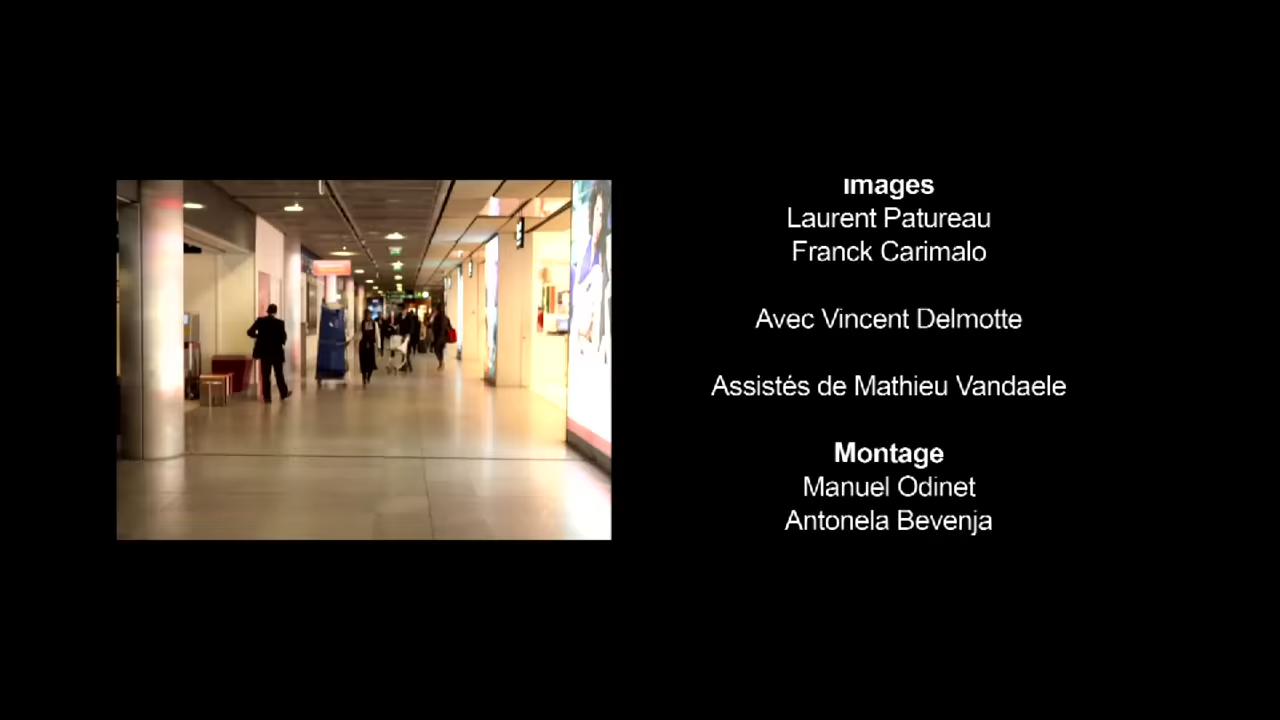 Images
Laurent Patureau
Franck Carimalo
Avec Vincent Delmotte
Assistés de Mathieu Vandaele
Montage
Manuel Odinet
Antonela Bevenja